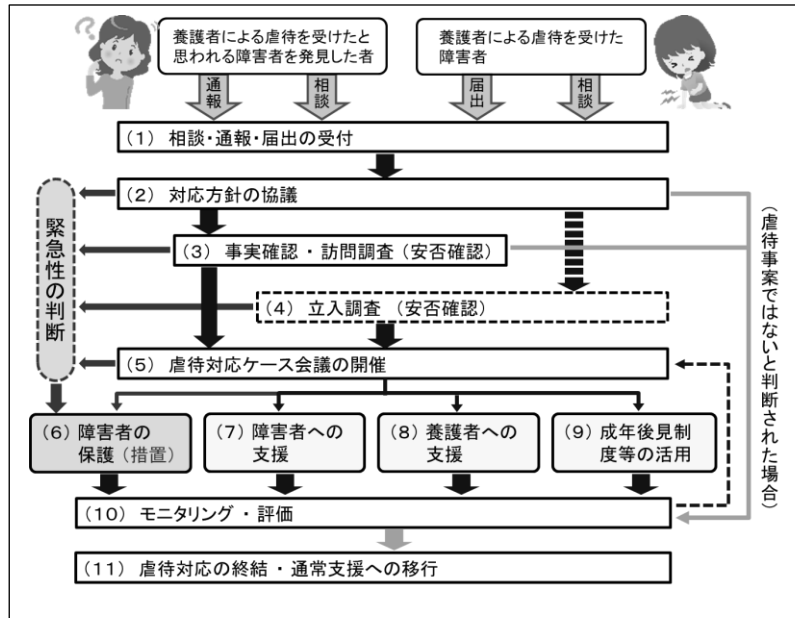 養護者による虐待を受けたと
思われる障害者を発見した者
養護者による虐待を受けた
障害者
通報
相談
届出
相談
(1) 相談・通報・届出の受付
(2) 対応方針の協議
(3) 事実確認・訪問調査(安否確認)
(4) 立入調査 (安否確認)
(5) 虐待対応ケース会議の開催
緊急性の判断
(虐待事案ではないと判断された場合)
(6) 障害者の
保護(措置)
(7) 障害者への
支援
(8) 養護者への
支援
(9) 成年後見制
度等の活用
(10) モニタリング・評価
(11) 虐待対応の終結・通常支援への移行